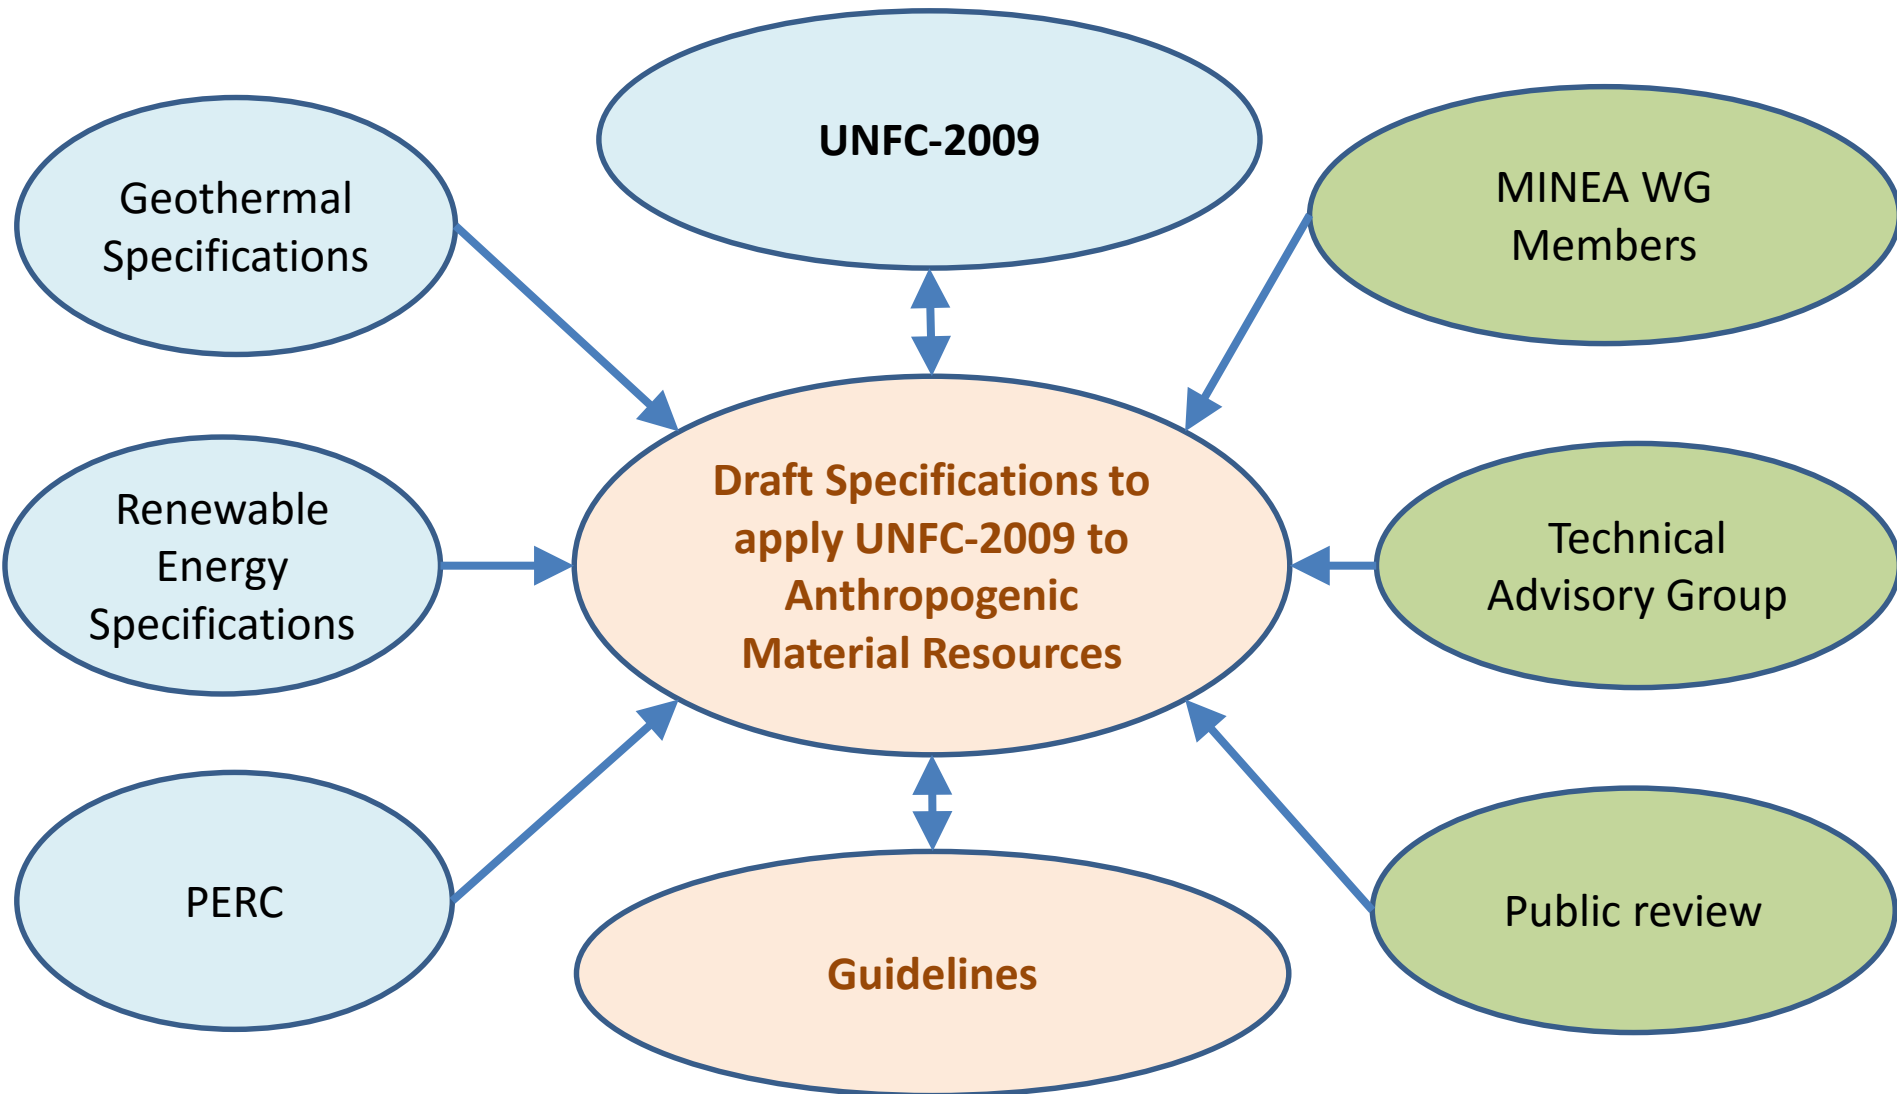 UNFC-2009
Geothermal
Specifications
MINEA WG
Members
Renewable
Energy
Specifications
Draft Specifications to
apply UNFC-2009 to
Anthropogenic
Material Resources
Technical
Advisory Group
PERC
Guidelines
Public review